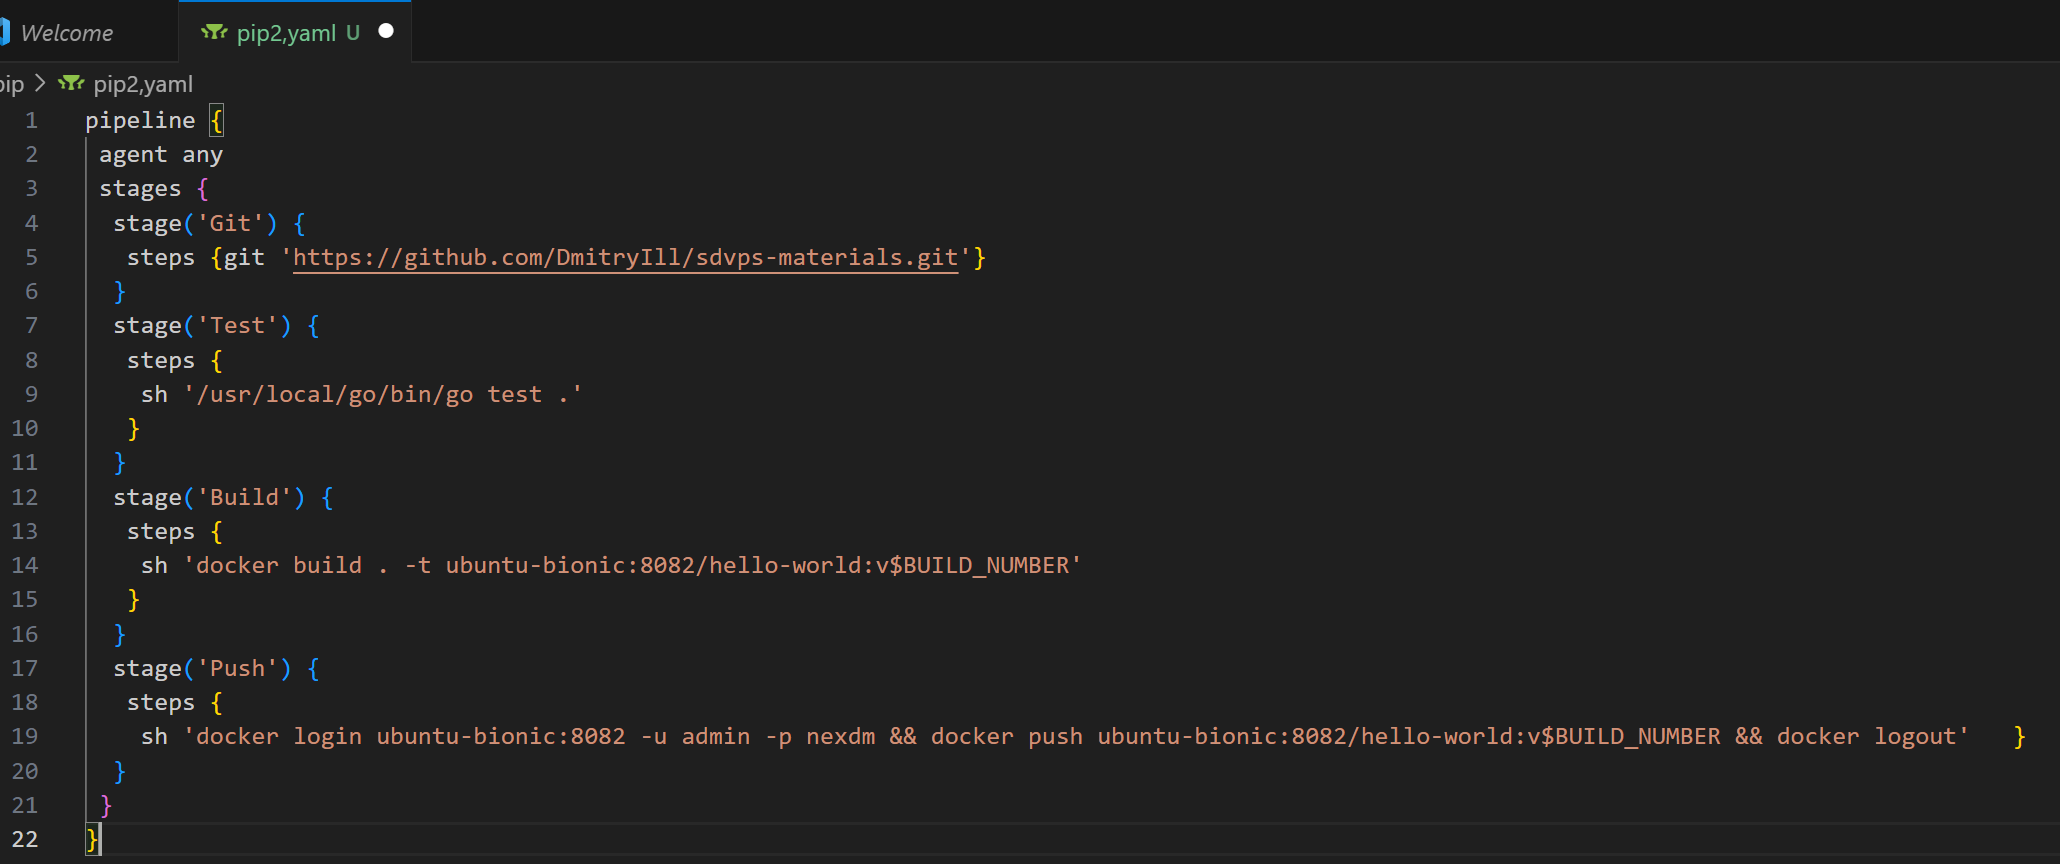 Welcome
pip2,yaml U
pip2,yaml
1 pipeline {
2 agent any
3 stages {
4 stage('Git') {
5 steps {git 'https://github.com/DmitryIll/sdvps-materials.git'}
6 }
7 stage('Test') {
8 steps {
9 sh '/usr/local/go/bin/go test .'
10 }
11 }
12 stage('Build') {
13 steps {
14 sh 'docker build . -t ubuntu-bionic:8082/hello-world:v$BUILD_NUMBER'
15 }
16 }
17 stage('Push') {
18 steps {
19 sh 'docker login ubuntu-bionic:8082 -u admin -p nexdm && docker push ubuntu-bionic:8082/hello-world:v$BUILD_NUMBER && docker logout' }
20 }
21 }
22 }